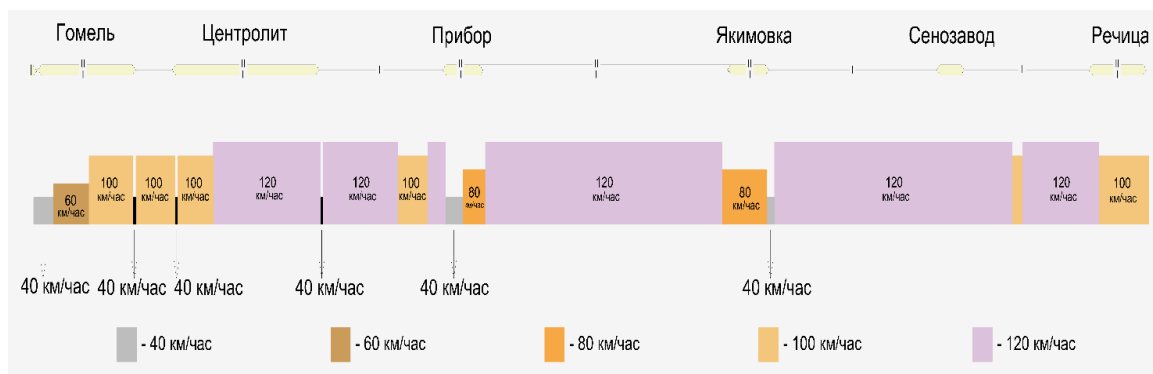 Гомель Центролит Прибор Якимовка Сенозавод Речица
60 км/час
100 км/час
100 км/час
100 км/час
120 км/час
120 км/час
100 км/час
80 км/час
120 км/час
80 км/час
120 км/час
120 км/час
100 км/час
40 км/час 40 км/час 40 км/час 40 км/час 40 км/час 40 км/час
- 40 км/час - 60 км/час - 80 км/час - 100 км/час - 120 км/час